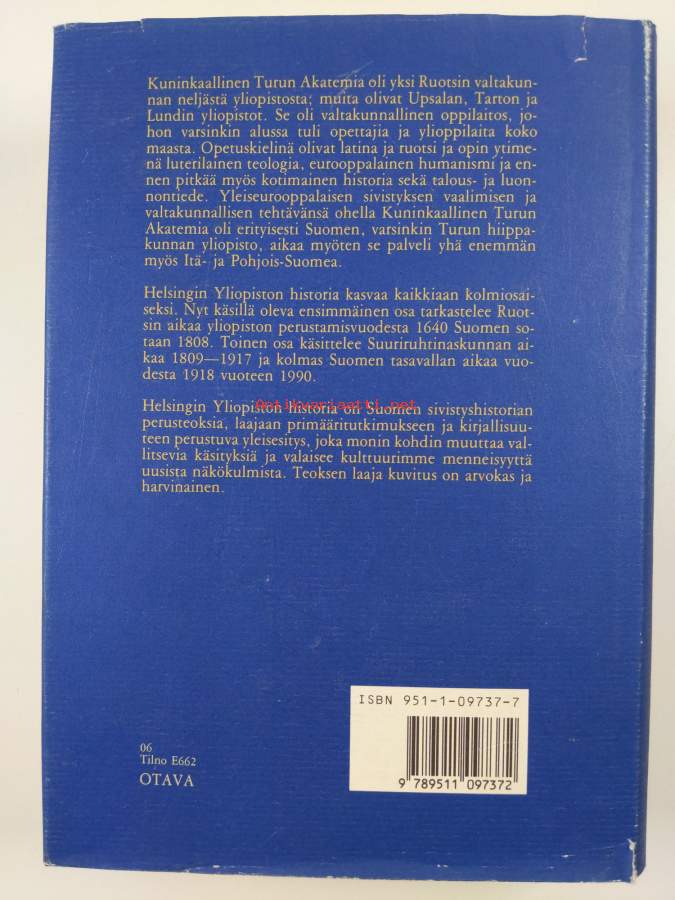 Kuninkaallinen Turun Akatemia oli yksi Ruotsin valtakun-
nan neljästä yliopistosta; muita olivat Upsalan, Tarton ja
Lundin yliopistot. Se oli valtakunnallinen oppilaitos, jo-
hon varsinkin alussa tuli opettajia ja ylioppilaita koko
maasta. Opetuskielinä olivat latina ja ruotsi ja opin ytime-
nä luterilainen teologia, eurooppalainen humanismi ja en-
nen pitkää myös kotimainen historia sekä talous- ja luon-
nontiede. Yleiseurooppalaisen sivistyksen vaalimisen ja
valtakunnallisen tehtävänsä ohella Kuninkaallinen Turun
Akatemia oli erityisesti Suomen, varsinkin Turun hiippa-
kunnan yliopisto, aikaa myöten se palveli yhä enemmän
myös Itä- ja Pohjois-Suomea.
Helsingin Yliopiston historia kasvaa kaikkiaan kolmiosai-
seksi. Nyt käsillä oleva ensimmäinen osa tarkastelee Ruot-
sin aikaa yliopiston perustamisvuodesta 1640 Suomen so-
taan 1808. Toinen osa käsittelee Suuriruhtinaskunnan ai-
kaa 1809—1917 ja kolmas Suomen tasavallan aikaa vuo-
desta 1918 vuoteen 1990.
Antikvariaatti.net
Helsingin Yliopiston historia on Suomen sivistyshistorian
perusteoksia, laajaan primääritutkimukseen ja kirjallisuu-
teen perustuva yleisesitys, joka monin kohdin muuttaa val-
litsevia käsityksiä ja valaisee kulttuurimme menneisyyttä
uusista näkökulmista. Teoksen laaja kuvitus on arvokas ja
harvinainen.
ISBN 951-1-09737-7
9 789511 097372
06
Tilno E662
OTAVA